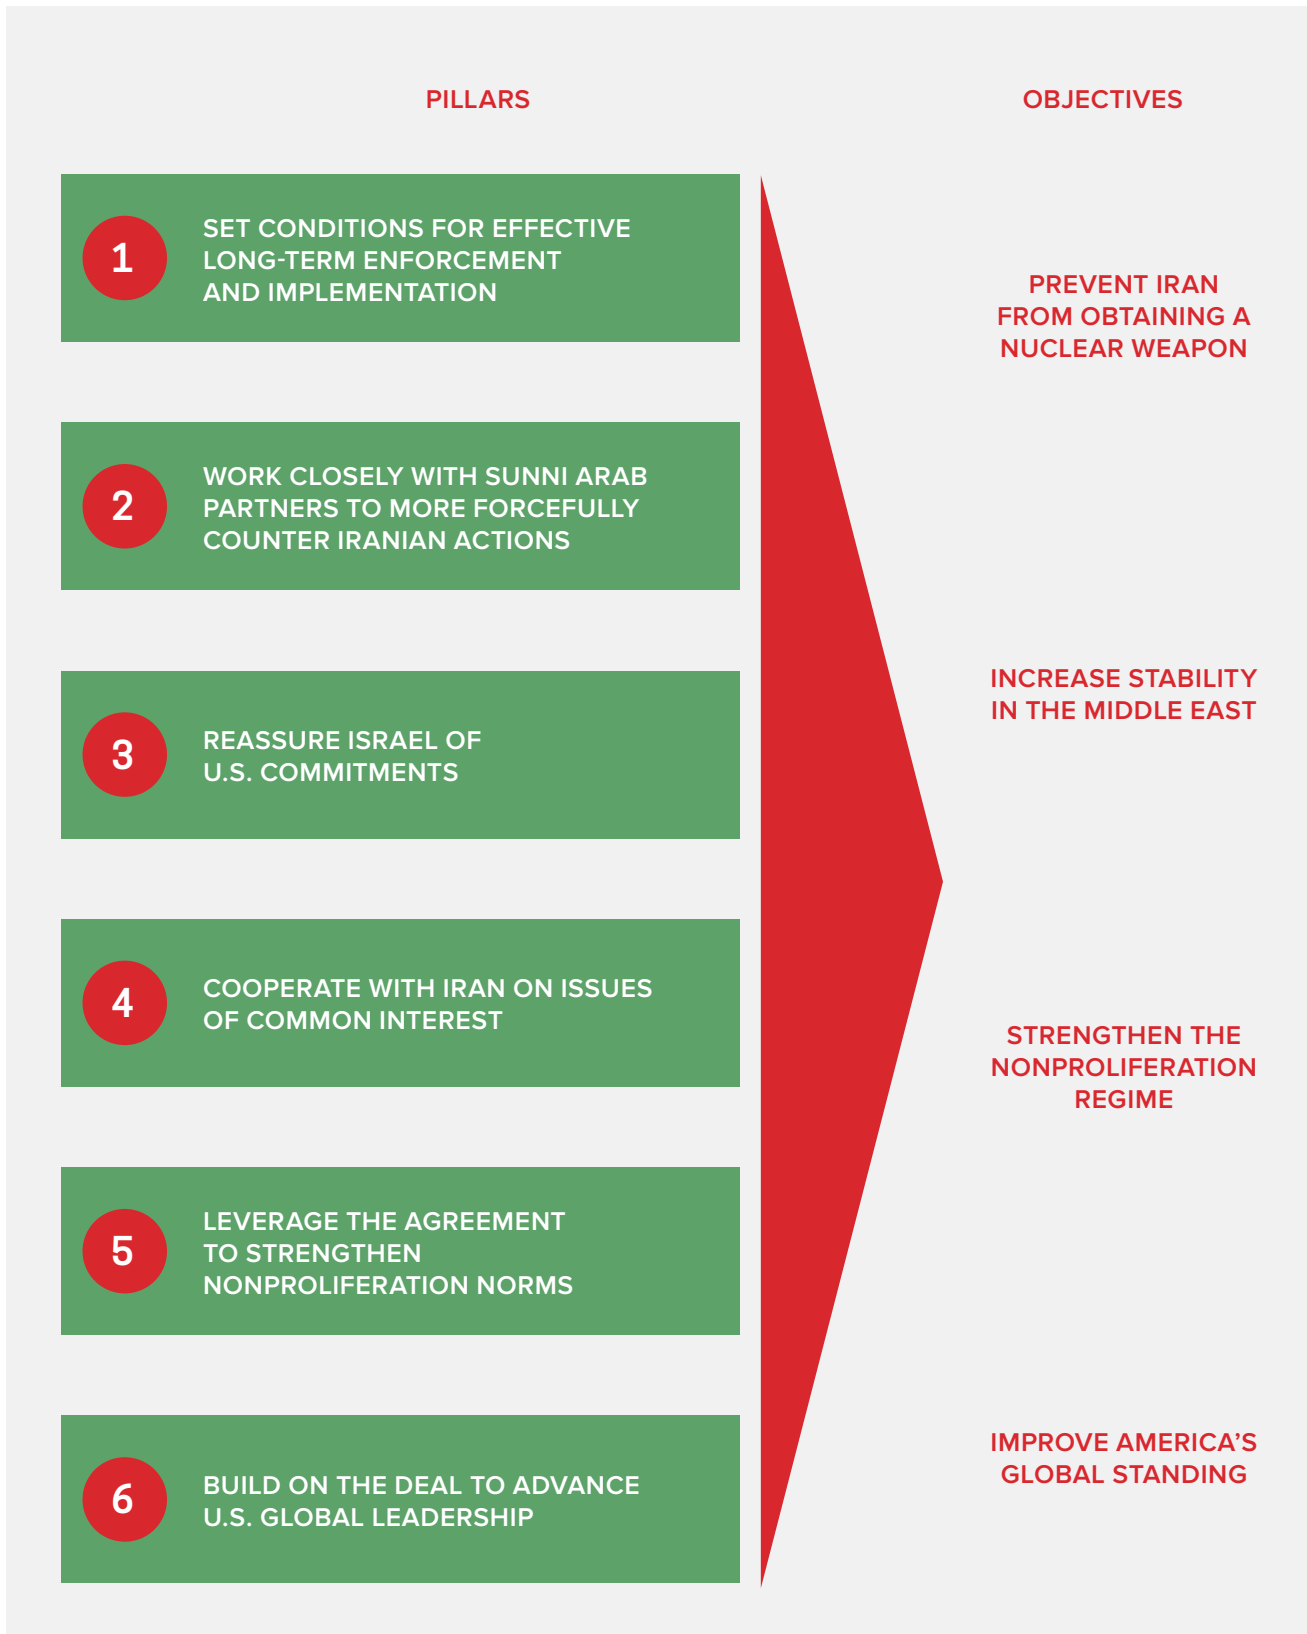 PILLARS
OBJECTIVES
1
SET CONDITIONS FOR EFFECTIVE
LONG-TERM ENFORCEMENT
AND IMPLEMENTATION
2
WORK CLOSELY WITH SUNNI ARAB
PARTNERS TO MORE FORCEFULLY
COUNTER IRANIAN ACTIONS
3
REASSURE ISRAEL OF
U.S. COMMITMENTS
4
COOPERATE WITH IRAN ON ISSUES
OF COMMON INTEREST
5
LEVERAGE THE AGREEMENT
TO STRENGTHEN
NONPROLIFERATION NORMS
6
BUILD ON THE DEAL TO ADVANCE
U.S. GLOBAL LEADERSHIP
PREVENT IRAN
FROM OBTAINING A
NUCLEAR WEAPON
INCREASE STABILITY
IN THE MIDDLE EAST
STRENGTHEN THE
NONPROLIFERATION
REGIME
IMPROVE AMERICA’S
GLOBAL STANDING